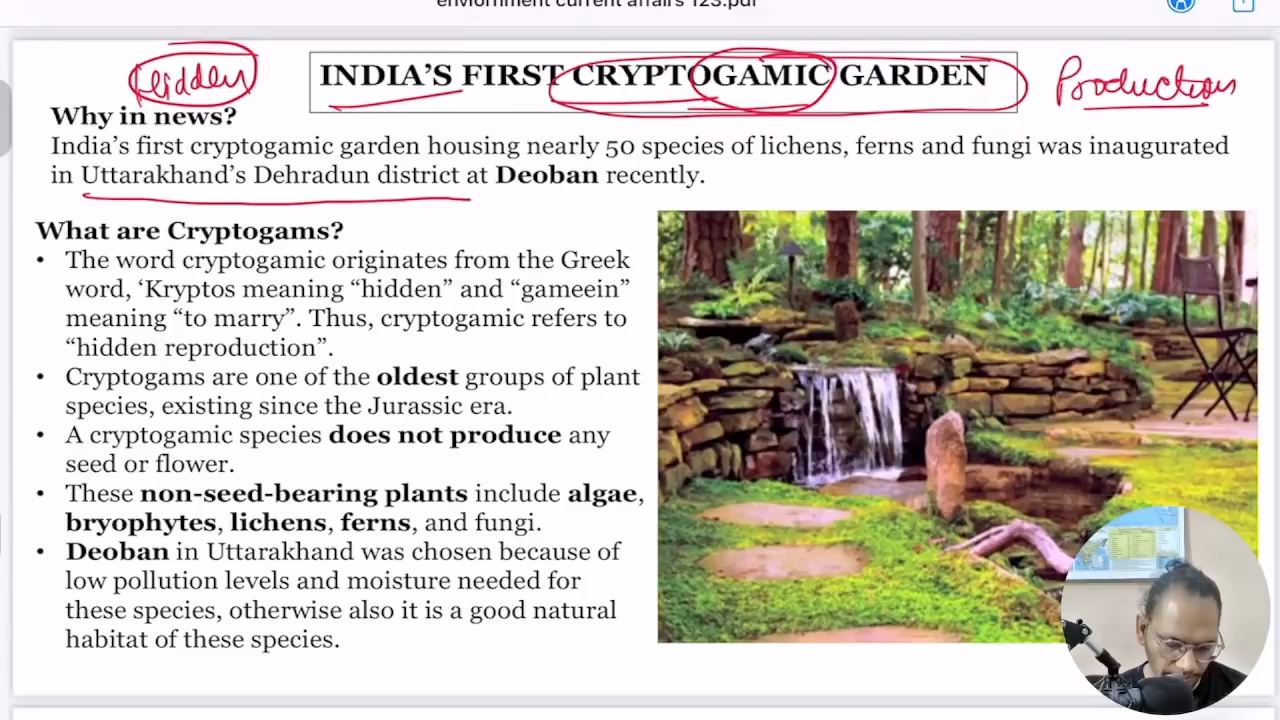 enviornment current affairs 123.pdf
Hidden
INDIA'S FIRST CRYPTOGAMIC GARDEN
Production
Why in news?
India's first cryptogamic garden housing nearly 50 species of lichens, ferns and fungi was inaugurated
in Uttarakhand's Dehradun district at Deoban recently.
What are Cryptogams?
• The word cryptogamic originates from the Greek
word, 'Kryptos meaning "hidden" and "gameein"
meaning "to marry". Thus, cryptogamic refers to
"hidden reproduction".
• Cryptogams are one of the oldest groups of plant
species, existing since the Jurassic era.
• A cryptogamic species does not produce any
seed or flower.
• These non-seed-bearing plants include algae,
bryophytes, lichens, ferns, and fungi.
• Deoban in Uttarakhand was chosen because of
low pollution levels and moisture needed for
these species, otherwise also it is a good natural
habitat of these species.